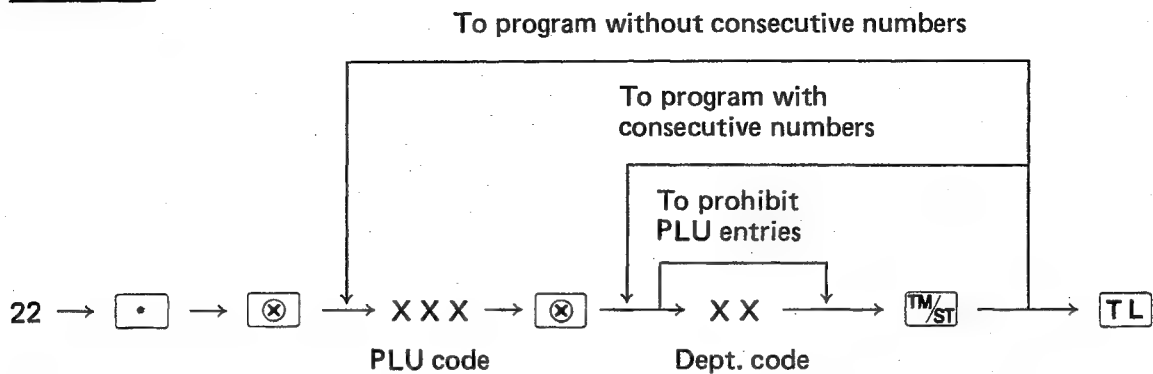 To program without consecutive numbers
To program with
consecutive numbers
To prohibit
PLU entries
22 → • → ⊗ → XXX → ⊗ → XX → TM/ST → TL
PLU code Dept. code